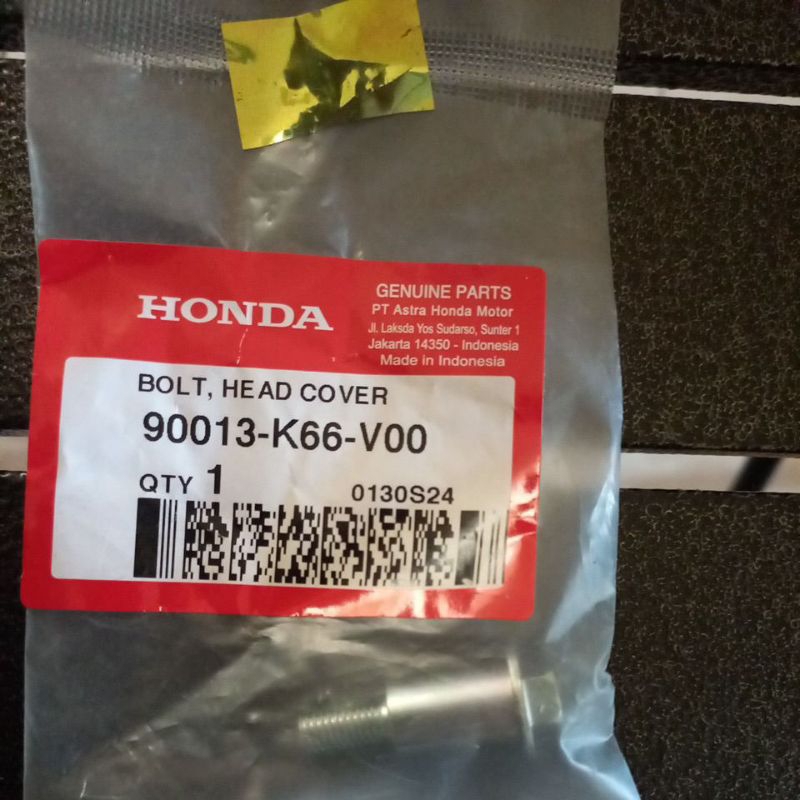 HONDA
GENUINE PARTS
PT Astra Honda Motor
Jl. Laksda Yos Sudarso, Sunter 1
Jakarta 14350 - Indonesia
Made in Indonesia
BOLT, HEAD COVER
90013-K66-V00
QTY 1
0130S24